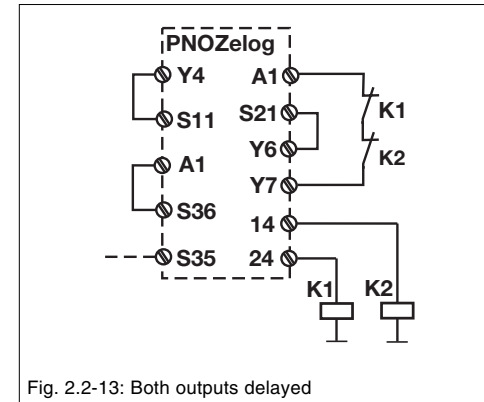 PNOZelog
Y4 A1
S11 S21 K1
Y6
A1 K2
S36 Y7
14
S35 24
K1 K2
Fig. 2.2-13: Both outputs delayed